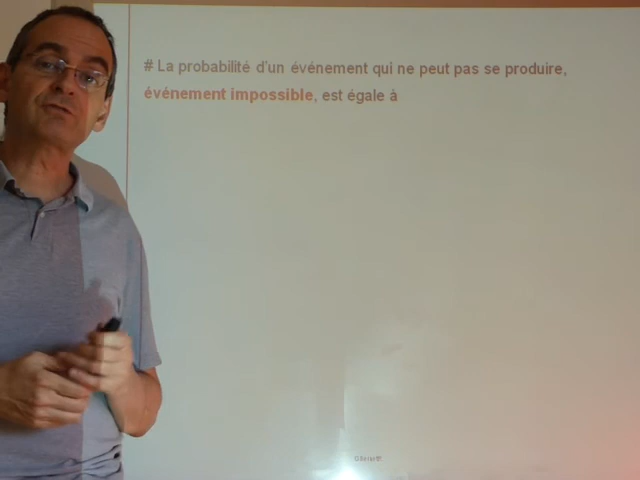 # La probabilité d'un événement qui ne peut pas se produire,
événement impossible, est égale à